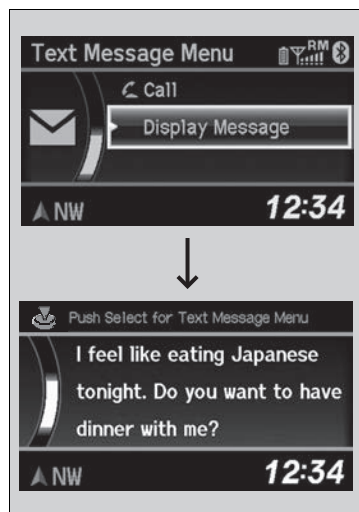 Text Message Menu RM
Call
Display Message
NW 12:34
Push Select for Text Message Menu
I feel like eating Japanese
tonight. Do you want to have
dinner with me?
NW 12:34